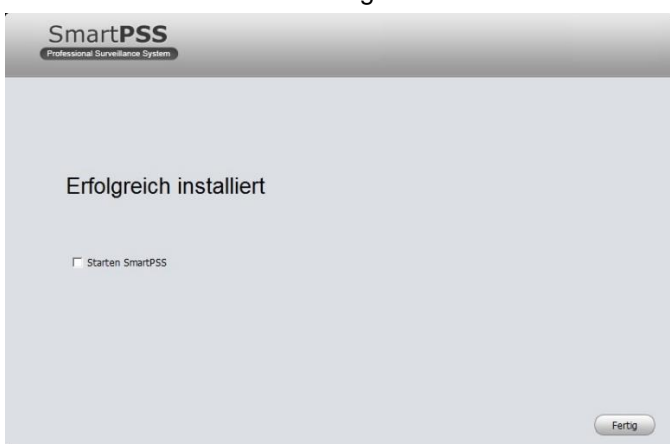 SmartPSS
Professional Surveillance System
Erfolgreich installiert
Starten SmartPSS
Fertig